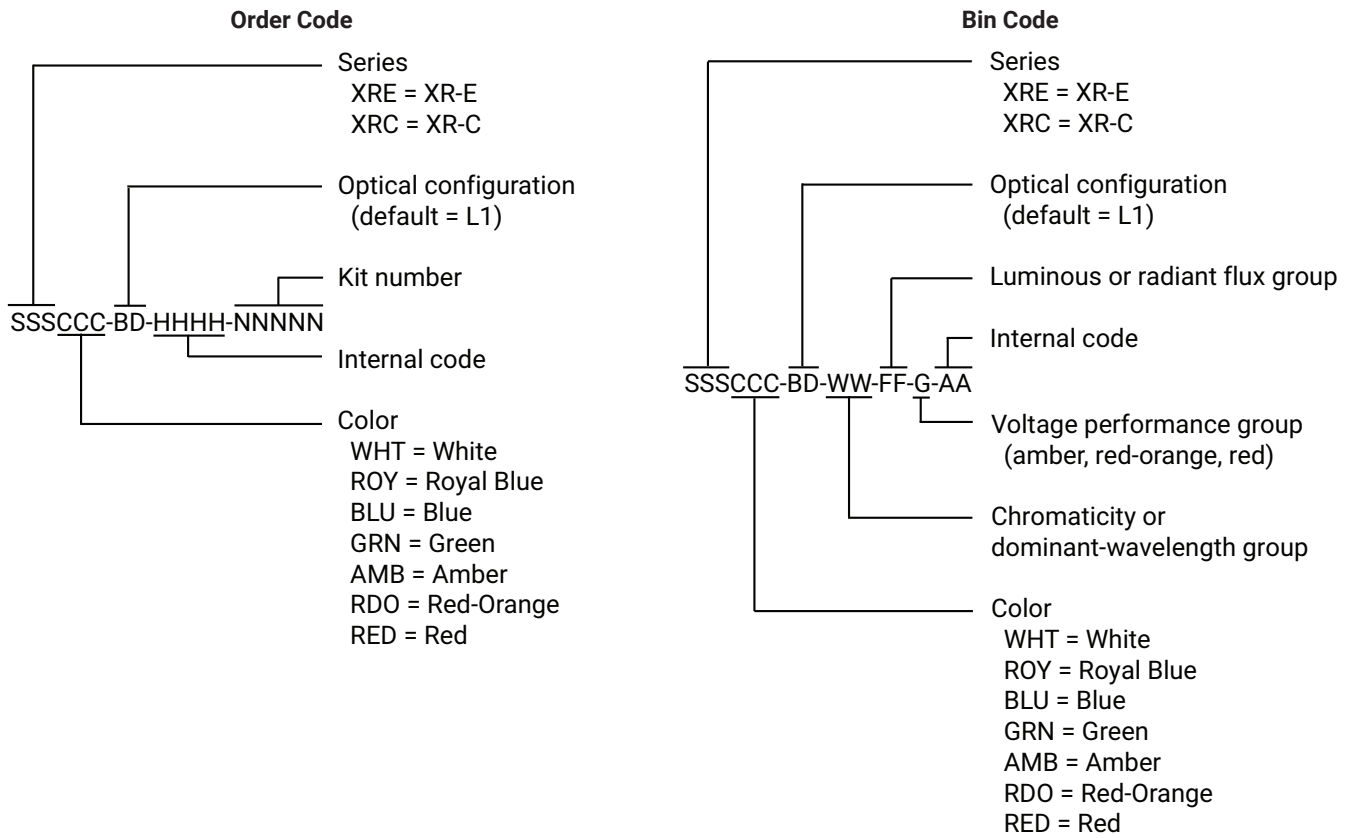 Order Code
Series
XRE = XR-E
XRC = XR-C
Optical configuration
(default = L1)
Kit number
SSSCCC-BD-HHHH-NNNNN
Internal code
Color
WHT = White
ROY = Royal Blue
BLU = Blue
GRN = Green
AMB = Amber
RDO = Red-Orange
RED = Red
Bin Code
Series
XRE = XR-E
XRC = XR-C
Optical configuration
(default = L1)
Luminous or radiant flux group
Internal code
SSSCCC-BD-WW-FF-G-AA
Voltage performance group
(amber, red-orange, red)
Chromaticity or
dominant-wavelength group
Color
WHT = White
ROY = Royal Blue
BLU = Blue
GRN = Green
AMB = Amber
RDO = Red-Orange
RED = Red